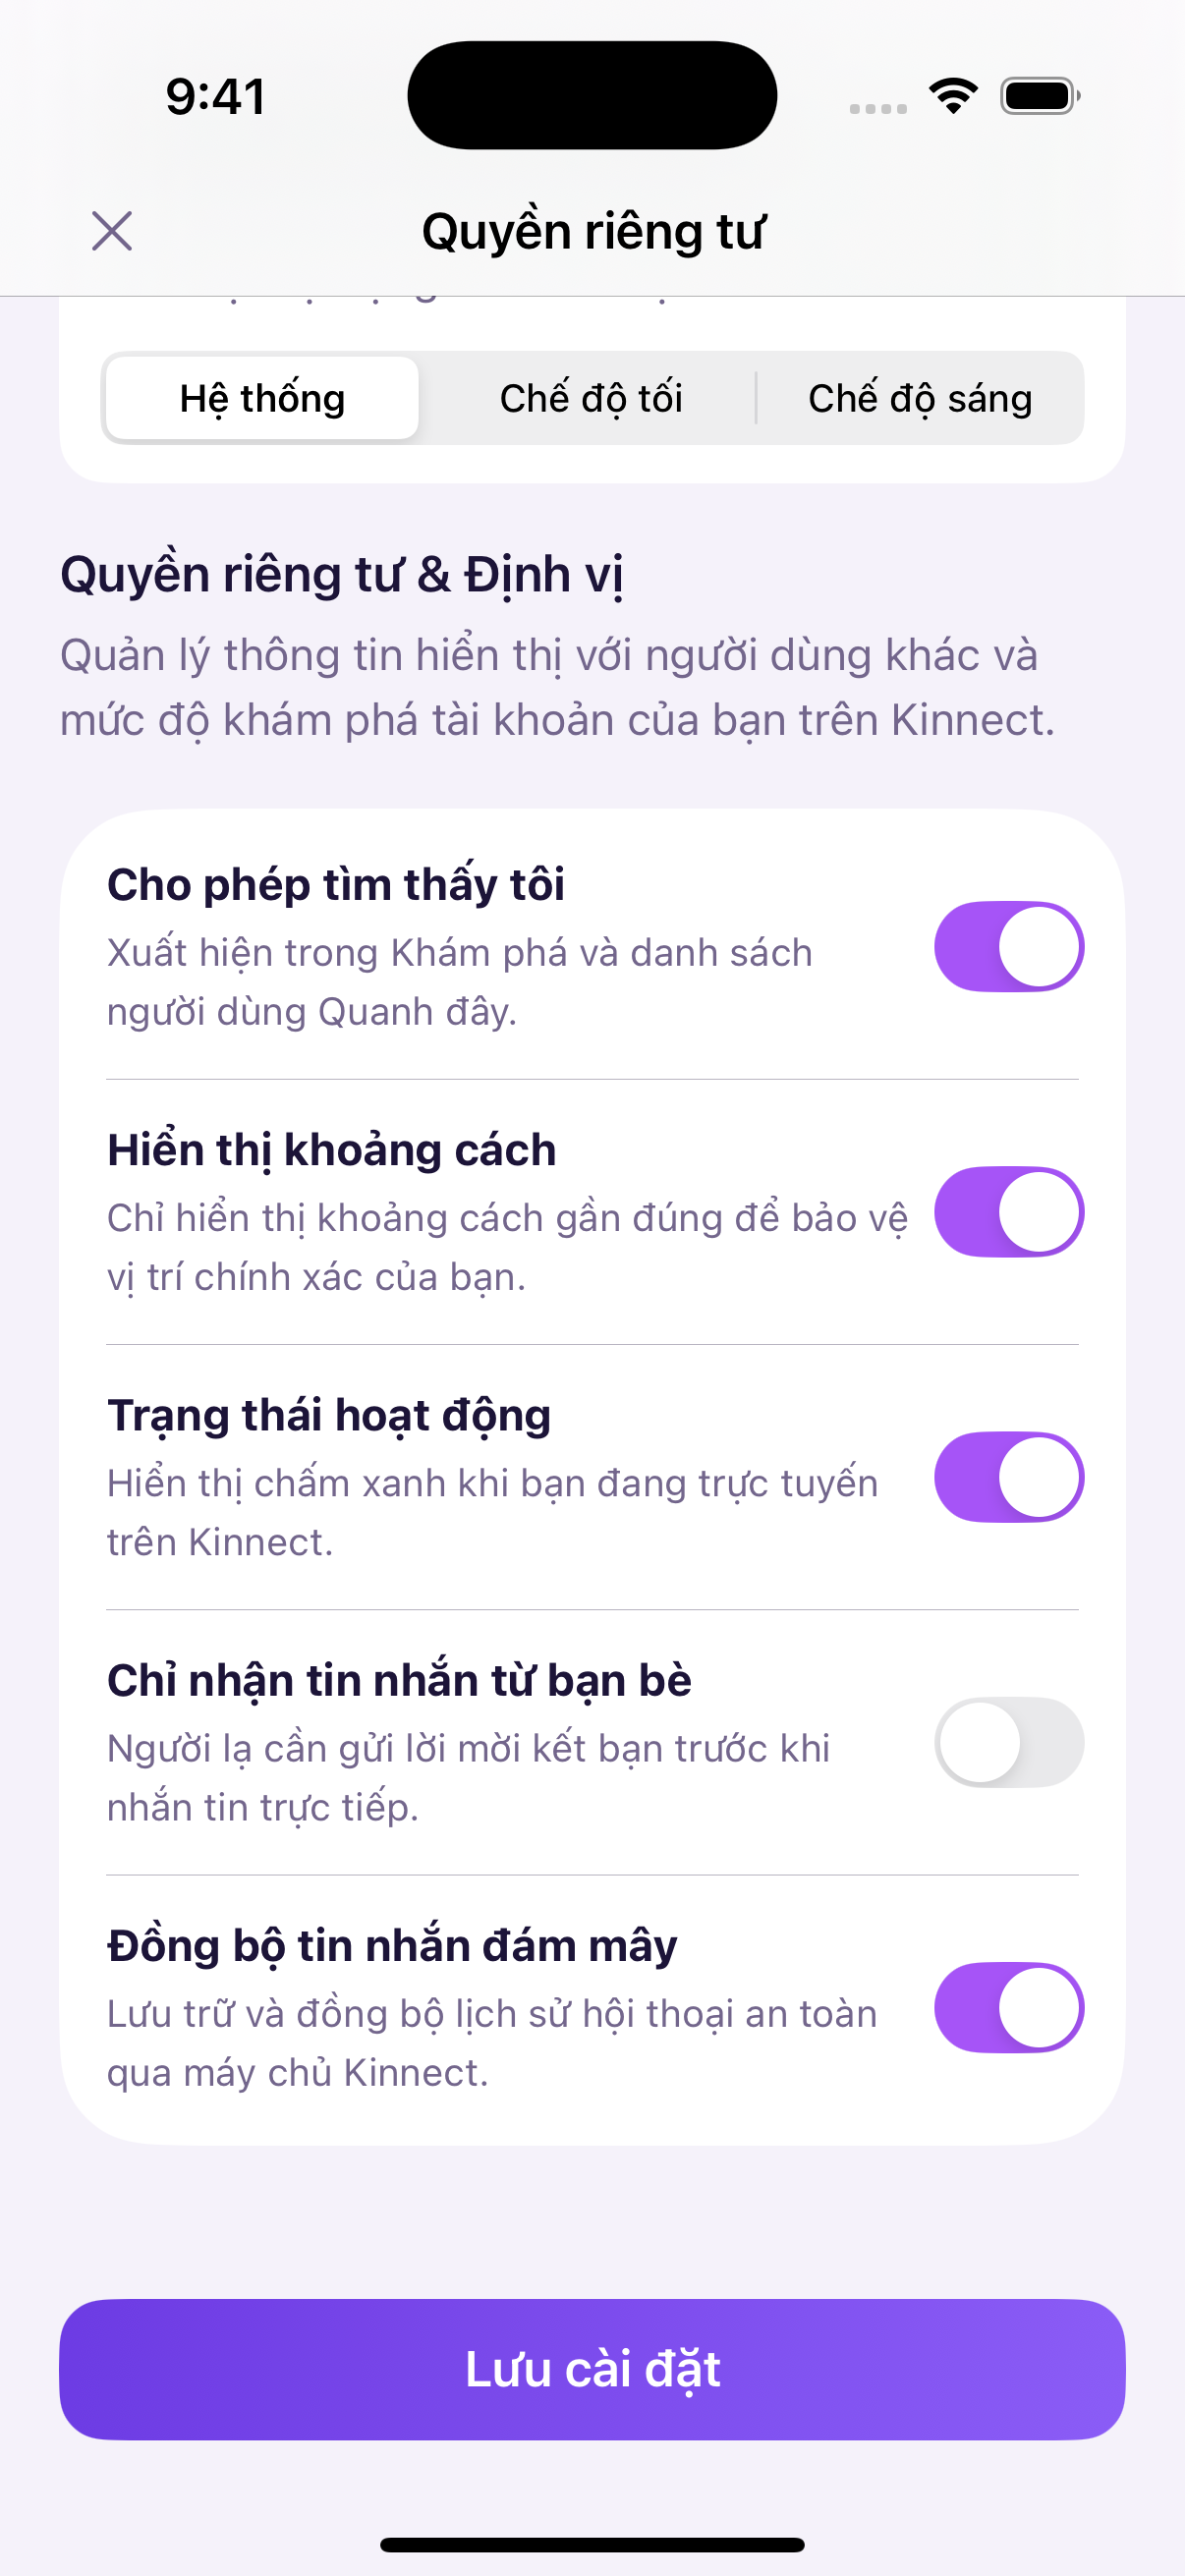 9:41
Quyền riêng tư
Hệ thống
Chế độ tối
Chế độ sáng
Quyền riêng tư & Định vị
Quản lý thông tin hiển thị với người dùng khác và
mức độ khám phá tài khoản của bạn trên Kinnect.
Cho phép tìm thấy tôi
Xuất hiện trong Khám phá và danh sách
người dùng Quanh đây.
Hiển thị khoảng cách
Chỉ hiển thị khoảng cách gần đúng để bảo vệ
vị trí chính xác của bạn.
Trạng thái hoạt động
Hiển thị chấm xanh khi bạn đang trực tuyến
trên Kinnect.
Chỉ nhận tin nhắn từ bạn bè
Người lạ cần gửi lời mời kết bạn trước khi
nhắn tin trực tiếp.
Đồng bộ tin nhắn đám mây
Lưu trữ và đồng bộ lịch sử hội thoại an toàn
qua máy chủ Kinnect.
Lưu cài đặt